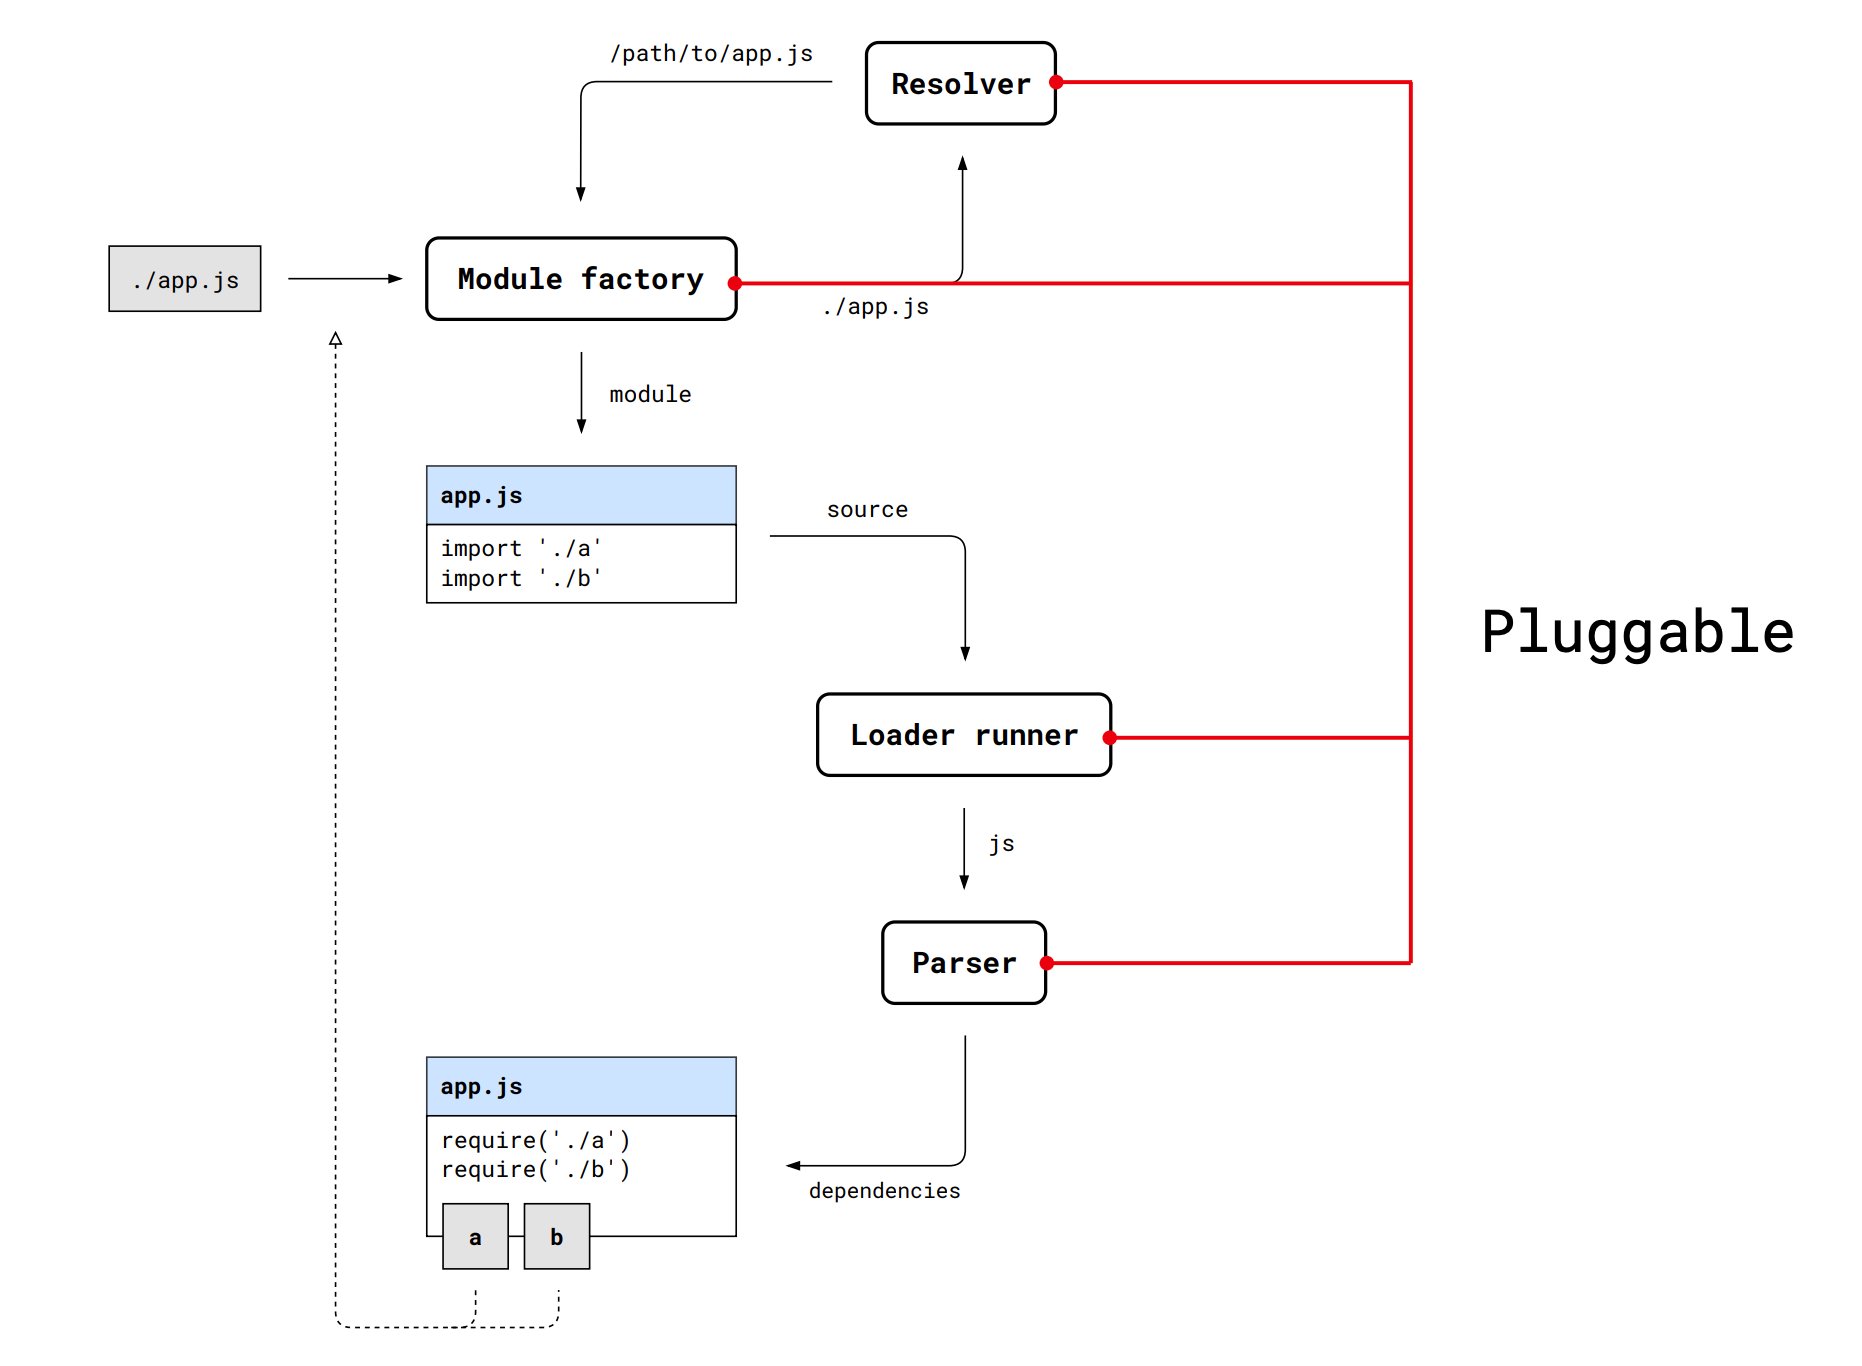 /path/to/app.js
Resolver
./app.js
Module factory
./app.js
module
app.js
import './a'
import './b'
source
Pluggable
Loader runner
js
Parser
app.js
require('./a')
require('./b')
dependencies
a
b